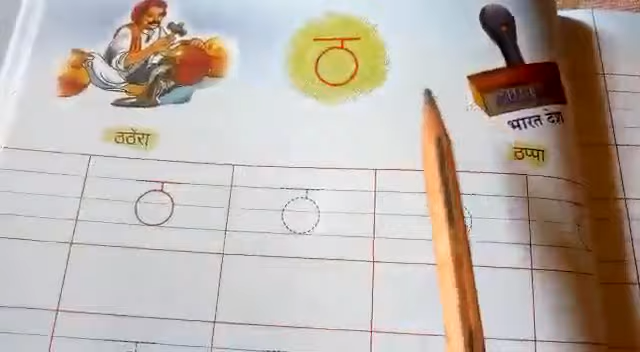 ठ
भारत देश
ठठेरा
ठप्पा
ठ
ठ